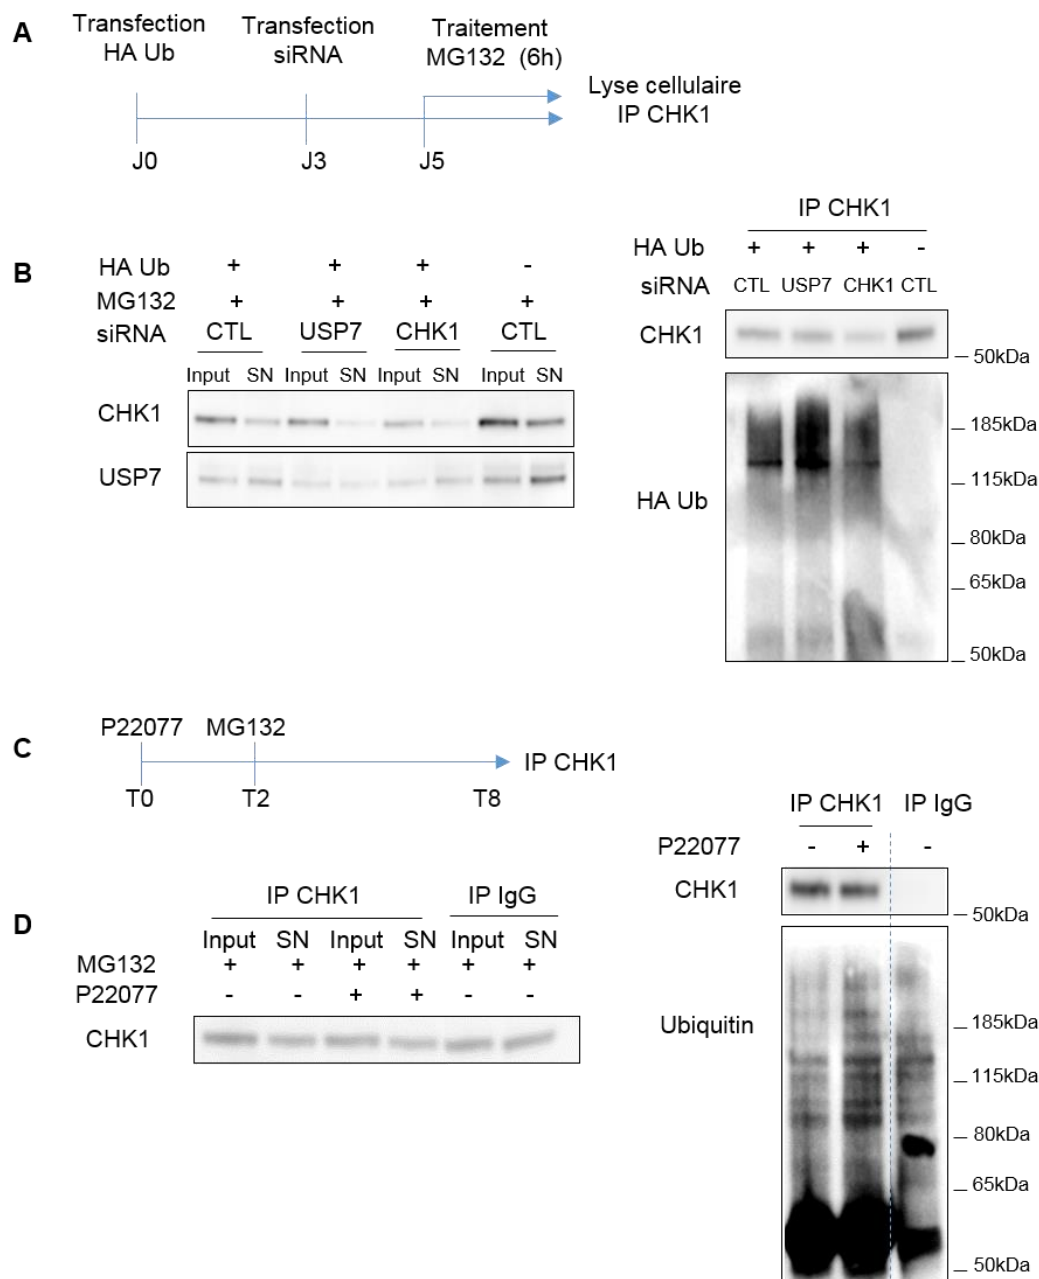 A
Transfection
HA Ub
Transfection
siRNA
Traitement
MG132 (6h)
Lyse cellulaire
IP CHK1
J0
J3
J5
B
HA Ub + + + -
MG132 + + + +
siRNA CTL USP7 CHK1 CTL
Input SN Input SN Input SN Input SN
CHK1
USP7
IP CHK1
HA Ub + + + -
siRNA CTL USP7 CHK1 CTL
CHK1
50kDa
HA Ub
185kDa
115kDa
80kDa
65kDa
50kDa
C
P22077 MG132
IP CHK1
T0 T2 T8
D
IP CHK1 IP IgG
Input SN Input SN Input SN
MG132 + + + + + +
P22077 - - + + - -
CHK1
IP CHK1 IP IgG
P22077 - + -
CHK1
50kDa
Ubiquitin
185kDa
115kDa
80kDa
65kDa
50kDa